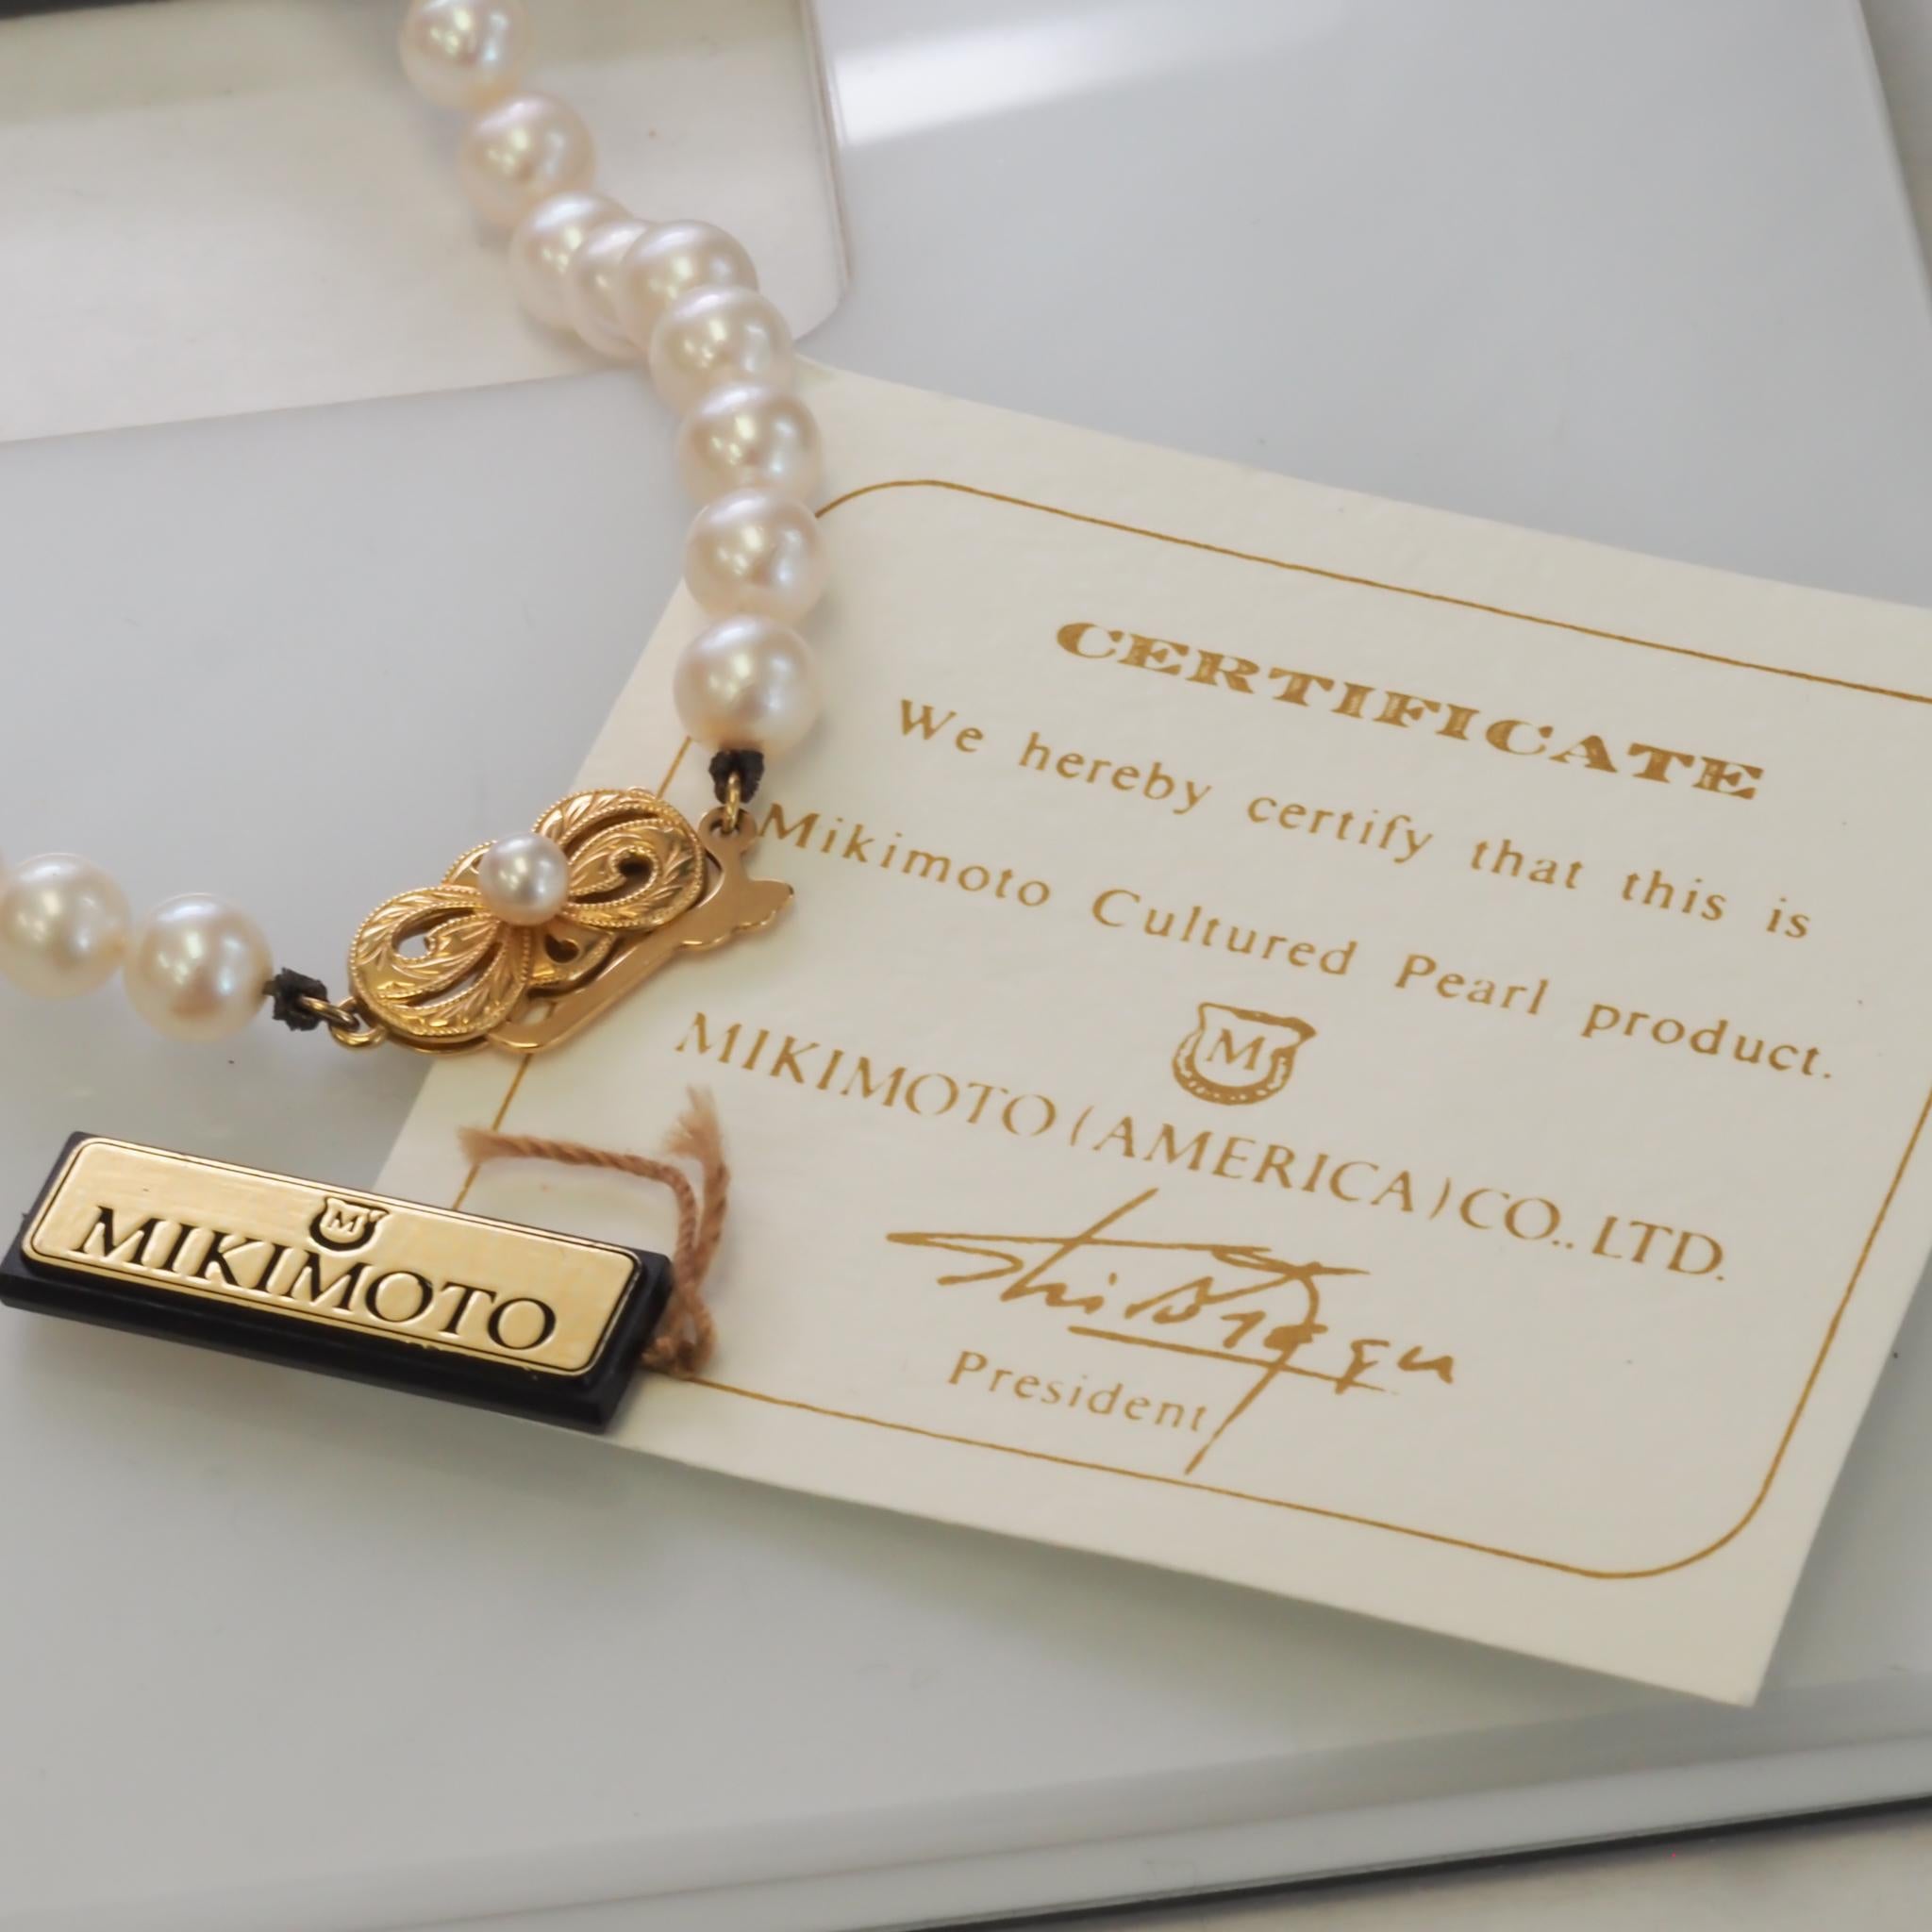 CERTIFICATE
We hereby certify that this is
Mikimoto Cultured Pearl product.
M
MIKIMOTO (AMERICA) CO., LTD.
President
M
MIKIMOTO